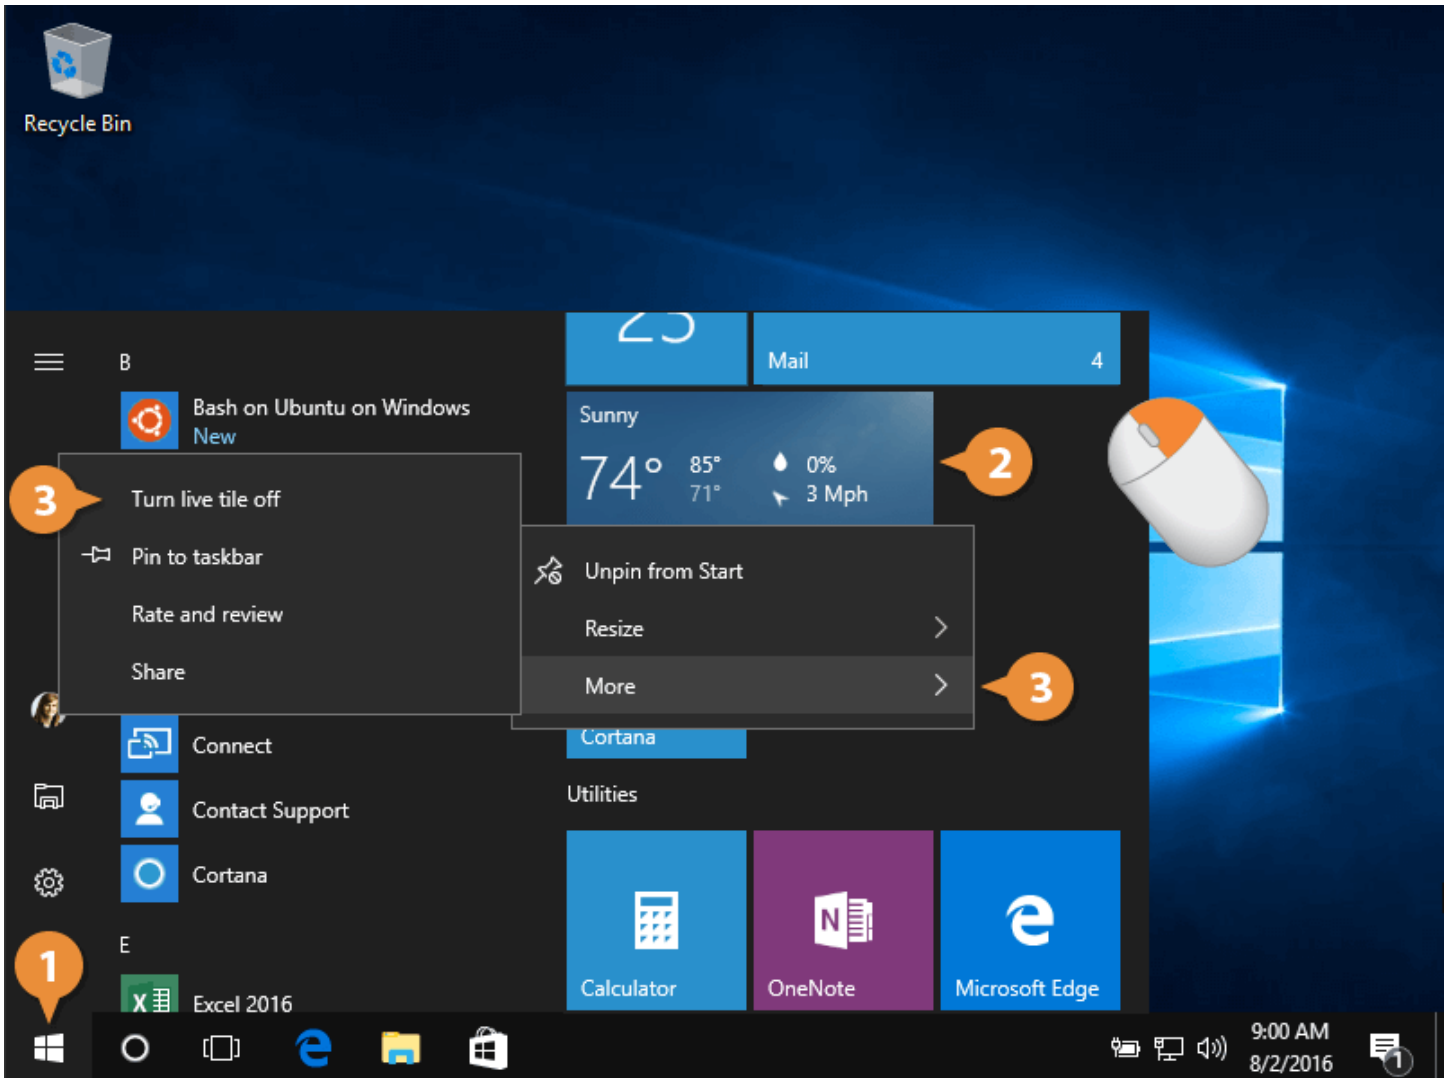 Recycle Bin
B
Bash on Ubuntu on Windows
New
23
Mail 4
Sunny
74° 85° 0%
71° 3 Mph
2
3
Turn live tile off
Pin to taskbar
Rate and review
Share
Unpin from Start
Resize
More
3
Connect
Contact Support
Cortana
E
Excel 2016
Cortana
Utilities
Calculator
N
OneNote
Microsoft Edge
1
9:00 AM
8/2/2016
1